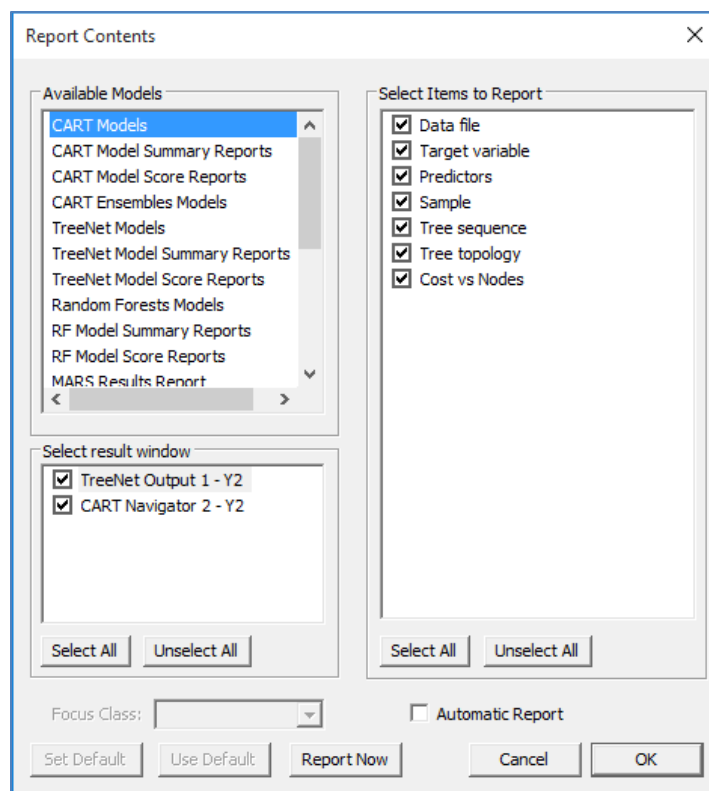 Report Contents
Available Models
CART Models
CART Model Summary Reports
CART Model Score Reports
CART Ensembles Models
TreeNet Models
TreeNet Model Summary Reports
TreeNet Model Score Reports
Random Forests Models
RF Model Summary Reports
RF Model Score Reports
MARS Results Report
Select result window
TreeNet Output 1 - Y2
CART Navigator 2 - Y2
Select All Unselect All
Select Items to Report
Data file
Target variable
Predictors
Sample
Tree sequence
Tree topology
Cost vs Nodes
Select All Unselect All
Focus Class: Automatic Report
Set Default Use Default Report Now Cancel OK